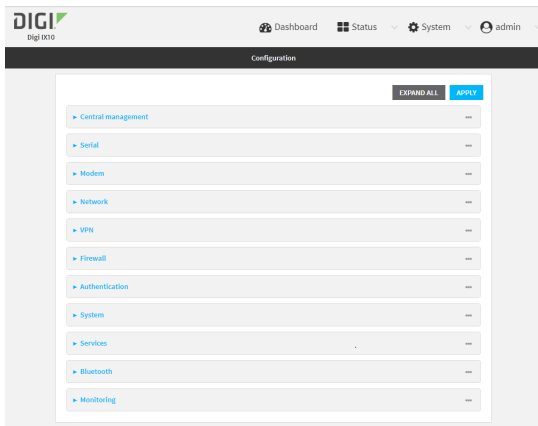 DIGI
Digi IX10
Dashboard Status System admin
Configuration
EXPAND ALL APPLY
Central management
Serial
Modem
Network
VPN
Firewall
Authentication
System
Services
Bluetooth
Monitoring